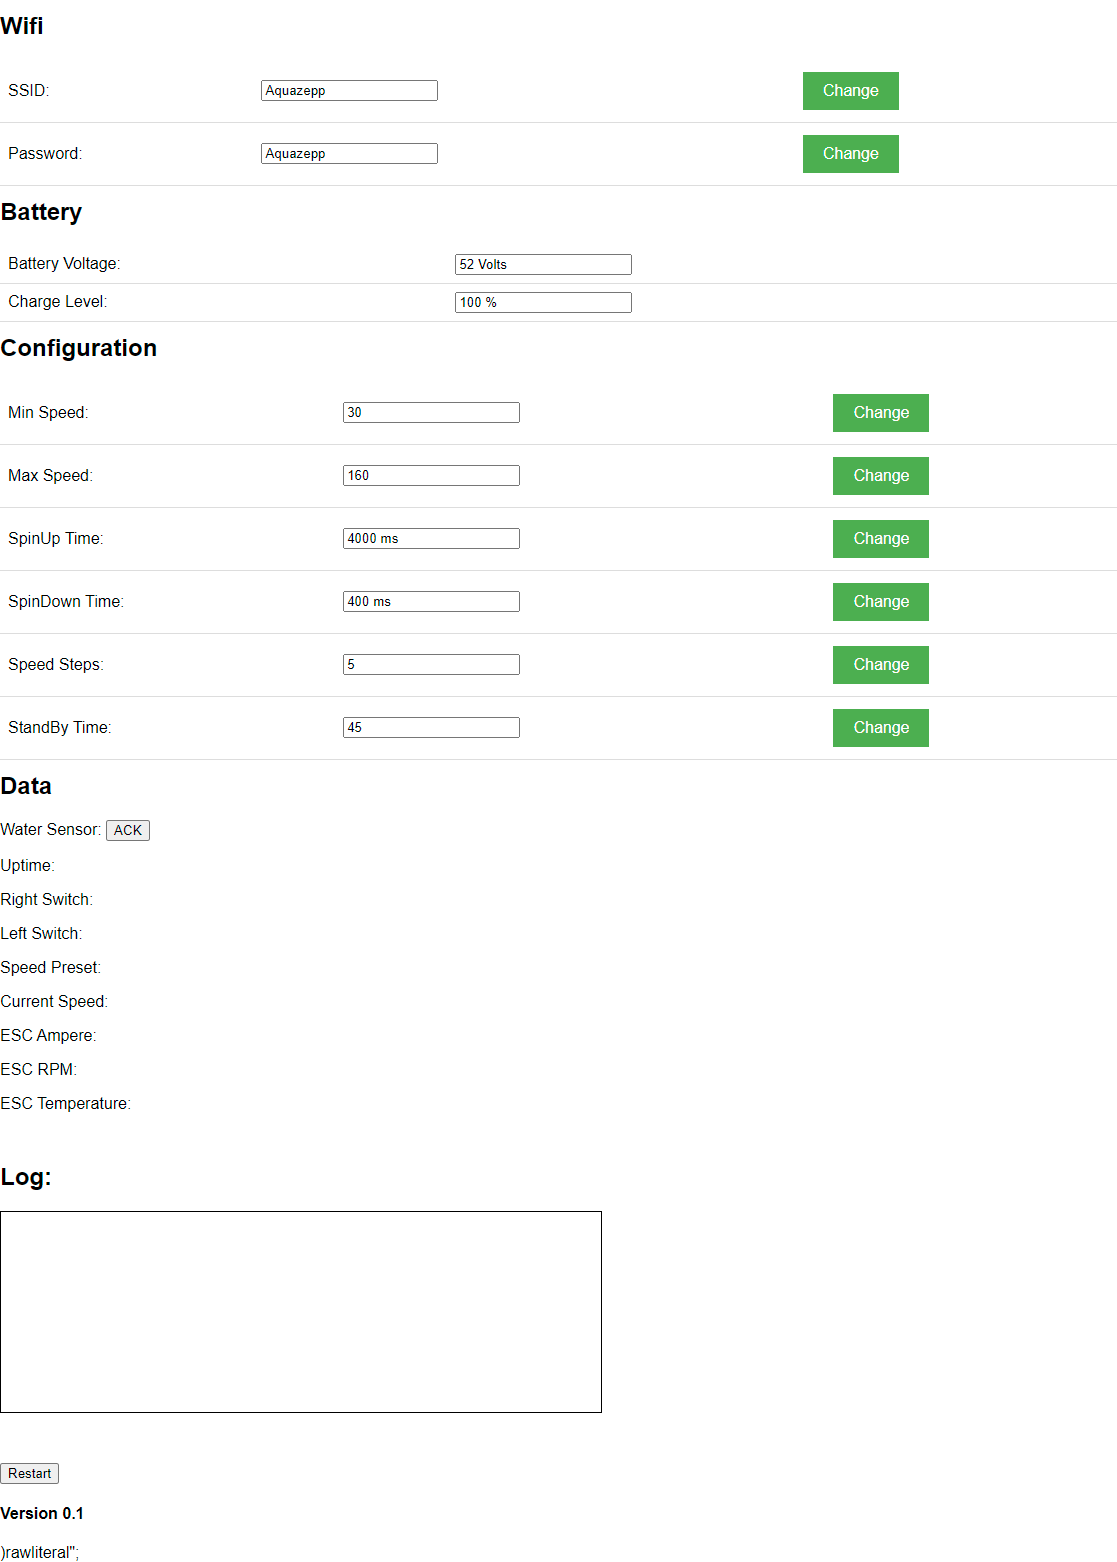 Wifi
SSID: Aquazepp Change
Password: Aquazepp Change
Battery
Battery Voltage: 52 Volts
Charge Level: 100 %
Configuration
Min Speed: 30 Change
Max Speed: 160 Change
SpinUp Time: 4000 ms Change
SpinDown Time: 400 ms Change
Speed Steps: 5 Change
StandBy Time: 45 Change
Data
Water Sensor: ACK
Uptime:
Right Switch:
Left Switch:
Speed Preset:
Current Speed:
ESC Ampere:
ESC RPM:
ESC Temperature:
Log:
Restart
Version 0.1
)rawliteral";